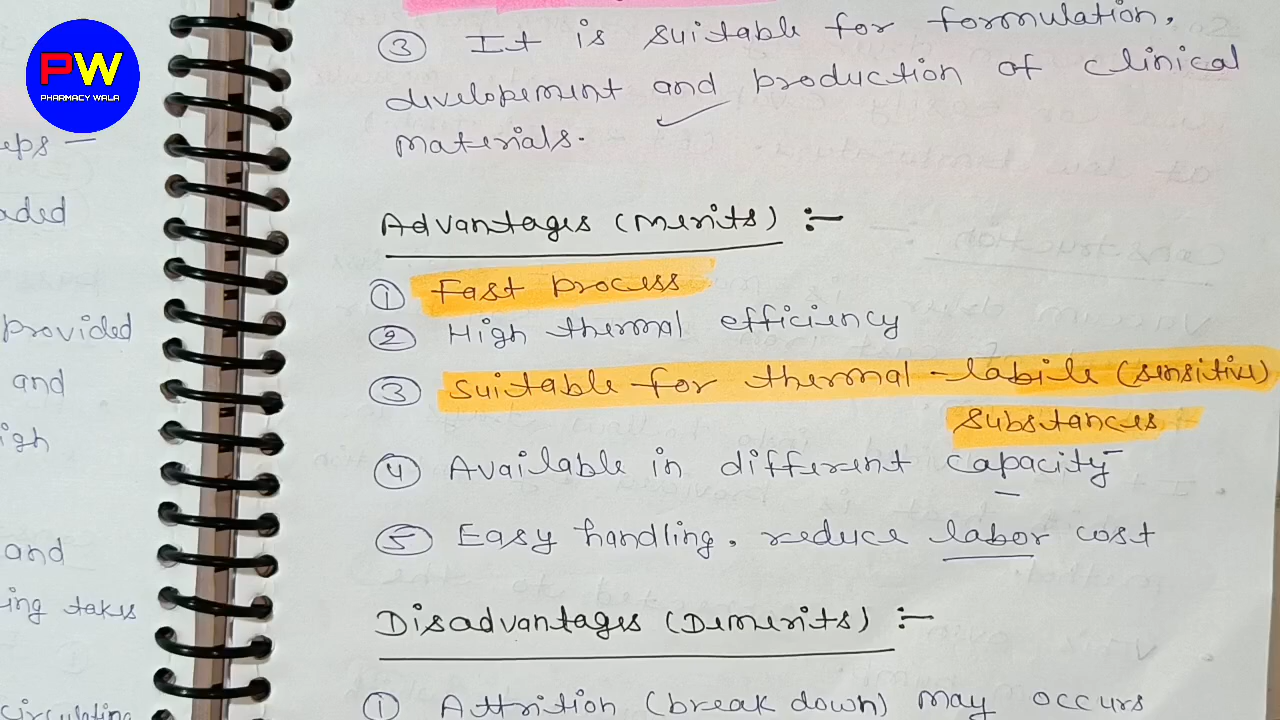 PW
PHARMACY WALA
eps –
aded
provided
and
igh
and
ing takes
circulating
③ It is suitable for formulation,
divelopement and production of clinical
materials.
Advantages (Merits) :–
① Fast process
② High thermal efficiency
③ suitable for thermal-labile (sensitive)
substances
④ Available in different capacity
⑤ Easy handling, reduce labor cost
Disadvantages (Demerits) :–
① Attrition (break down) may occurs